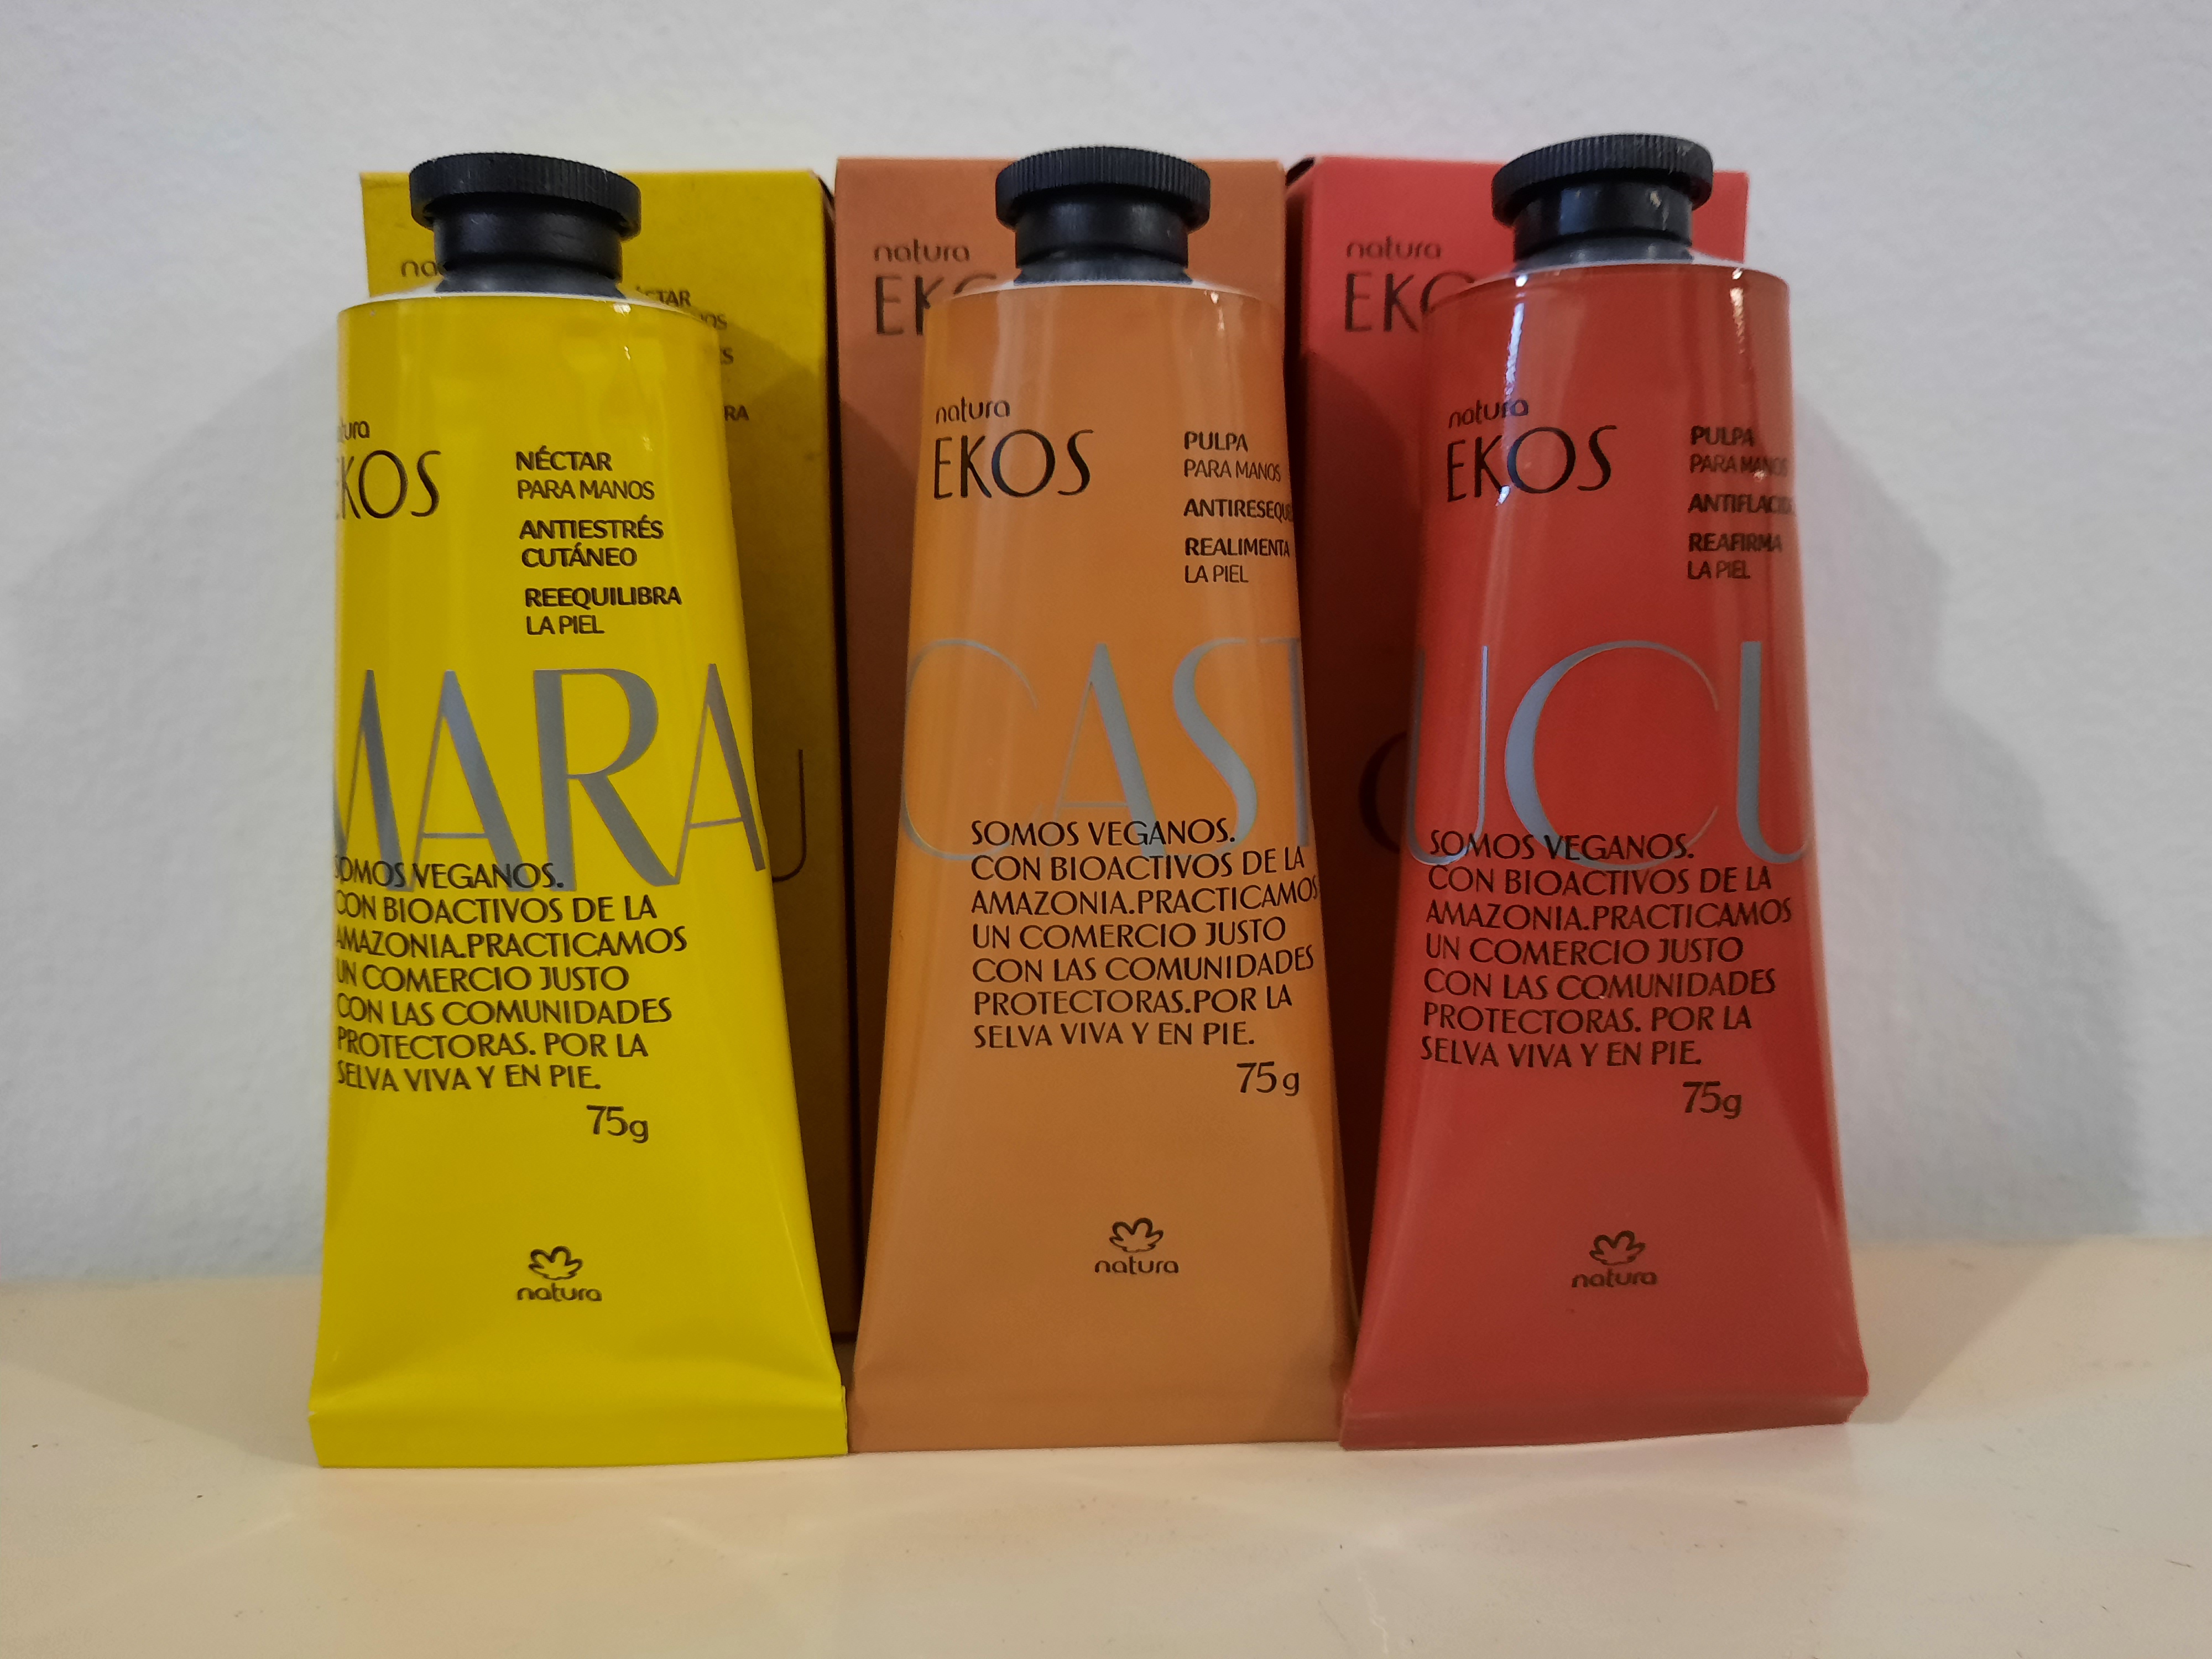 natura
EKOS
NÉCTAR
PARA MANOS
ANTIESTRÉS
CUTÁNEO
REEQUILIBRA
LA PIEL
MARA
SOMOS VEGANOS.
CON BIOACTIVOS DE LA
AMAZONIA.PRACTICAMOS
UN COMERCIO JUSTO
CON LAS COMUNIDADES
PROTECTORAS. POR LA
SELVA VIVA Y EN PIE.
75g
natura
natura
natura
EKOS
PULPA
PARA MANOS
REALIMENTA
LA PIEL
CAST
SOMOS VEGANOS.
CON BIOACTIVOS DE LA
AMAZONIA.PRACTICAMOS
UN COMERCIO JUSTO
CON LAS COMUNIDADES
PROTECTORAS.POR LA
SELVA VIVA Y EN PIE.
75g
natura
natura
natura
EKOS
PULPA
PARA MANOS
REAFIRMA
LA PIEL
UCU
SOMOS VEGANOS.
CON BIOACTIVOS DE LA
AMAZONIA.PRACTICAMOS
UN COMERCIO JUSTO
CON LAS COMUNIDADES
PROTECTORAS. POR LA
SELVA VIVA Y EN PIE.
75g
natura